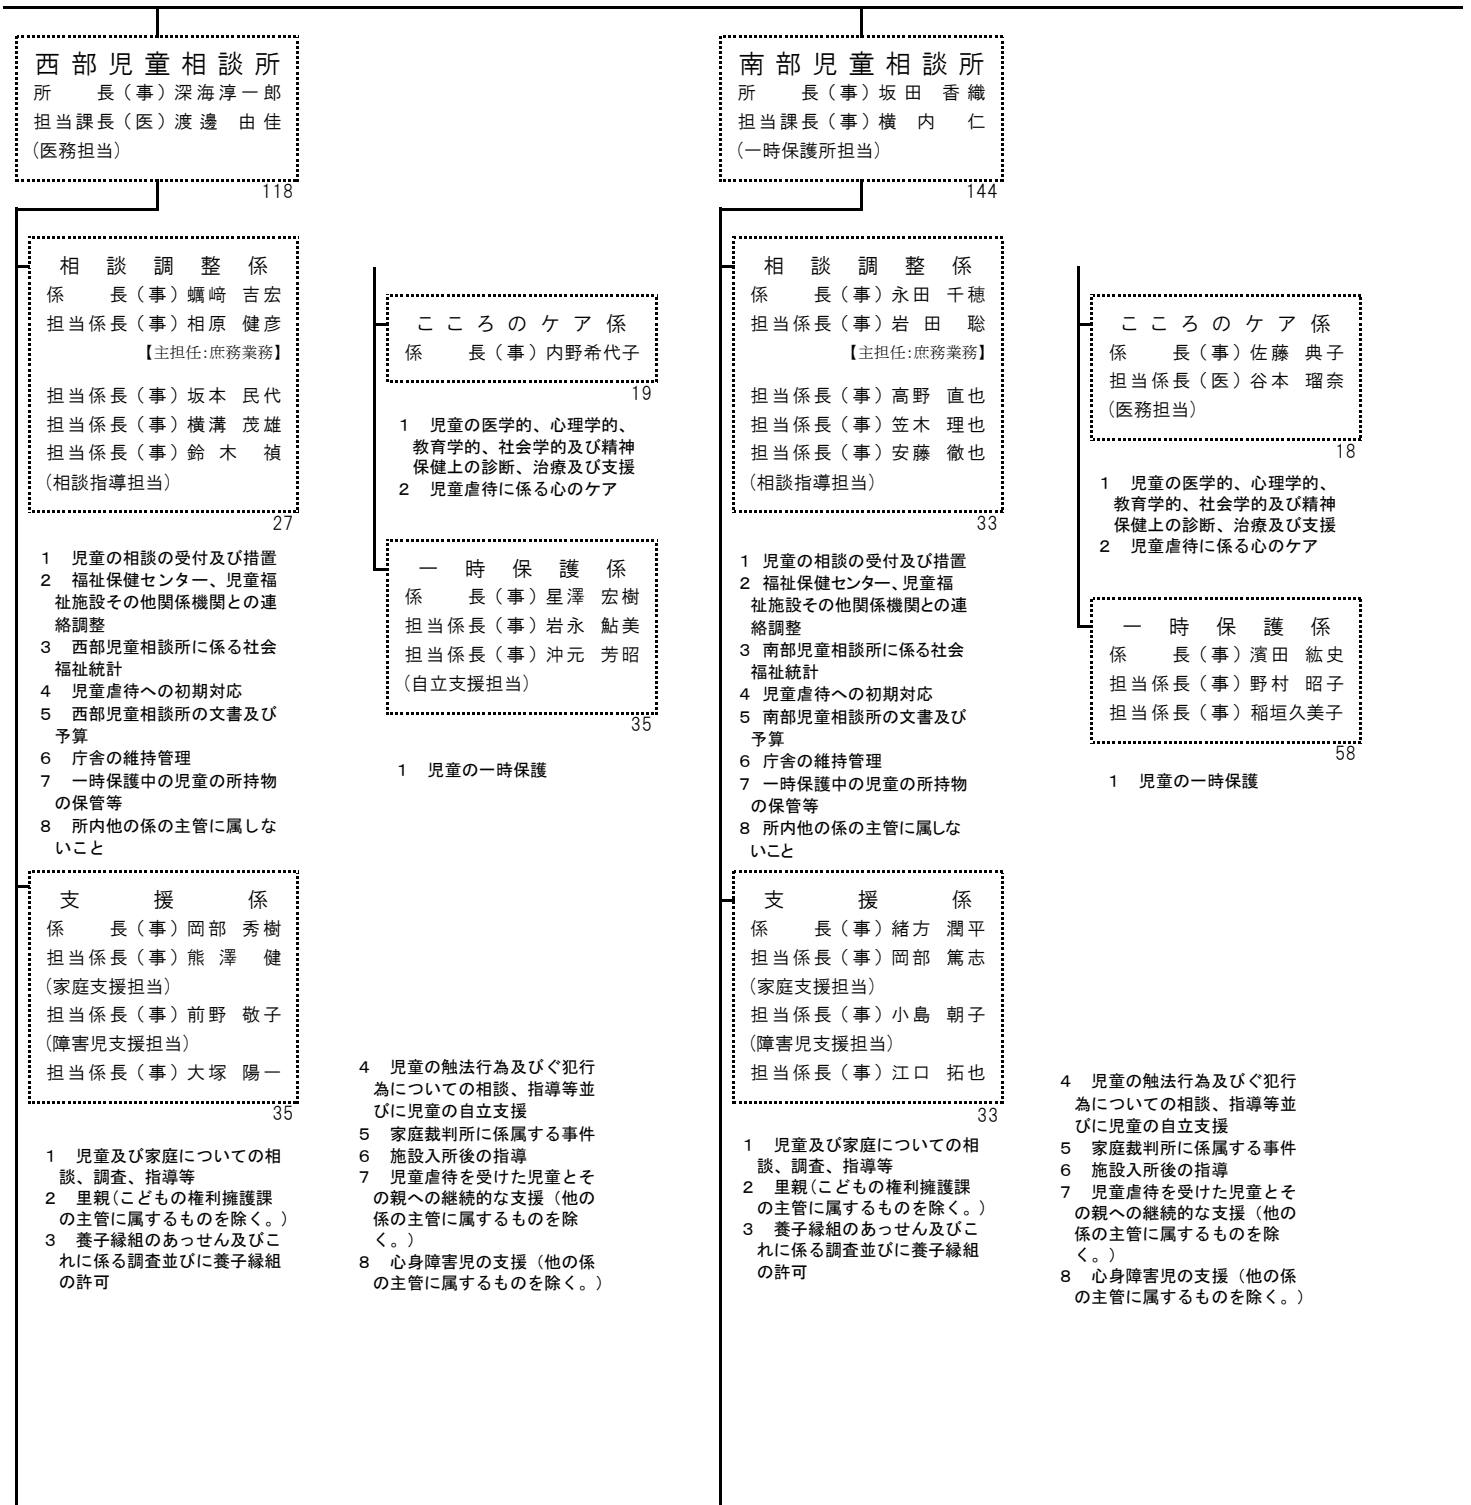 西部児童相談所
所　　長（事）深海淳一郎
担当課長（医）渡邊　由佳
（医務担当）
118
相談調整係
係　　長（事）蠣﨑　吉宏
担当係長（事）相原　健彦
【主担任:庶務業務】
担当係長（事）坂本　民代
担当係長（事）横溝　茂雄
担当係長（事）鈴木　禎
（相談指導担当）
27
1　児童の相談の受付及び措置
2　福祉保健センター、児童福
祉施設その他関係機関との連
絡調整
3　西部児童相談所に係る社会
福祉統計
4　児童虐待への初期対応
5　西部児童相談所の文書及び
予算
6　庁舎の維持管理
7　一時保護中の児童の所持物
の保管等
8　所内他の係の主管に属しな
いこと
支援係
係　　長（事）岡部　秀樹
担当係長（事）熊澤　健
（家庭支援担当）
担当係長（事）前野　敬子
（障害児支援担当）
担当係長（事）大塚　陽一
35
1　児童及び家庭についての相
談、調査、指導等
2　里親（こどもの権利擁護課
の主管に属するものを除く。）
3　養子縁組のあっせん及びこ
れに係る調査並びに養子縁組
の許可
4　児童の触法行為及びぐ犯行
為についての相談、指導等並
びに児童の自立支援
5　家庭裁判所に係属する事件
6　施設入所後の指導
7　児童虐待を受けた児童とそ
の親への継続的な支援（他の
係の主管に属するものを除
く。）
8　心身障害児の支援（他の係
の主管に属するものを除く。）
こころのケア係
係　　長（事）内野希代子
19
1　児童の医学的、心理学的、
教育学的、社会学的及び精神
保健上の診断、治療及び支援
2　児童虐待に係る心のケア
一時保護係
係　　長（事）星澤　宏樹
担当係長（事）岩永　鮎美
担当係長（事）沖元　芳昭
（自立支援担当）
35
1　児童の一時保護
南部児童相談所
所　　長（事）坂田　香織
担当課長（事）横内　仁
（一時保護所担当）
144
相談調整係
係　　長（事）永田　千穂
担当係長（事）岩田　聡
【主担任:庶務業務】
担当係長（事）高野　直也
担当係長（事）笠木　理也
担当係長（事）安藤　徹也
（相談指導担当）
33
1　児童の相談の受付及び措置
2　福祉保健センター、児童福
祉施設その他関係機関との連
絡調整
3　南部児童相談所に係る社会
福祉統計
4　児童虐待への初期対応
5　南部児童相談所の文書及び
予算
6　庁舎の維持管理
7　一時保護中の児童の所持物
の保管等
8　所内他の係の主管に属しな
いこと
支援係
係　　長（事）緒方　潤平
担当係長（事）岡部　篤志
（家庭支援担当）
担当係長（事）小島　朝子
（障害児支援担当）
担当係長（事）江口　拓也
33
1　児童及び家庭についての相
談、調査、指導等
2　里親（こどもの権利擁護課
の主管に属するものを除く。）
3　養子縁組のあっせん及びこ
れに係る調査並びに養子縁組
の許可
4　児童の触法行為及びぐ犯行
為についての相談、指導等並
びに児童の自立支援
5　家庭裁判所に係属する事件
6　施設入所後の指導
7　児童虐待を受けた児童とそ
の親への継続的な支援（他の
係の主管に属するものを除
く。）
8　心身障害児の支援（他の係
の主管に属するものを除く。）
こころのケア係
係　　長（事）佐藤　典子
担当係長（医）谷本　瑠奈
（医務担当）
18
1　児童の医学的、心理学的、
教育学的、社会学的及び精神
保健上の診断、治療及び支援
2　児童虐待に係る心のケア
一時保護係
係　　長（事）濱田　紘史
担当係長（事）野村　昭子
担当係長（事）稲垣久美子
58
1　児童の一時保護